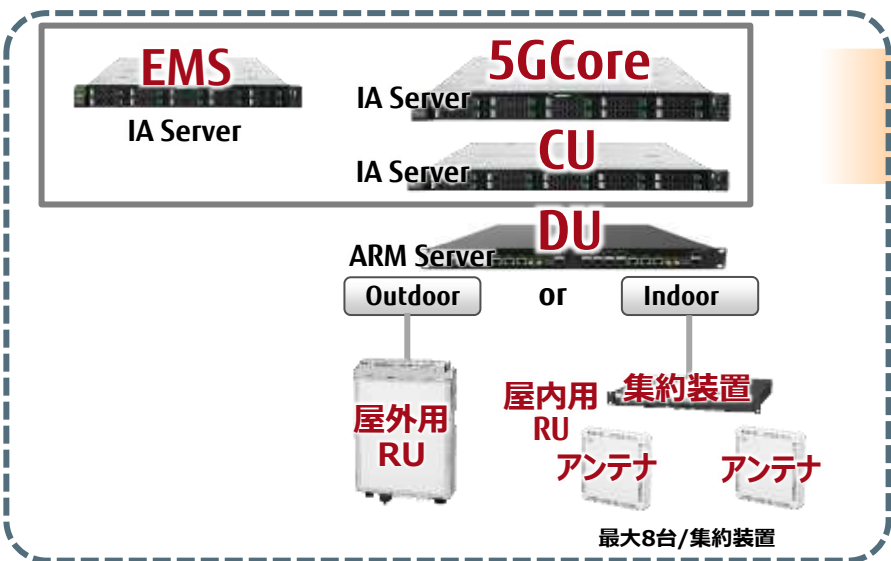 EMS
IA Server
5GCore
IA Server
CU
IA Server
DU
ARM Server
Outdoor
or
Indoor
屋外用
RU
屋内用
RU
集約装置
アンテナ
アンテナ
最大8台/集約装置